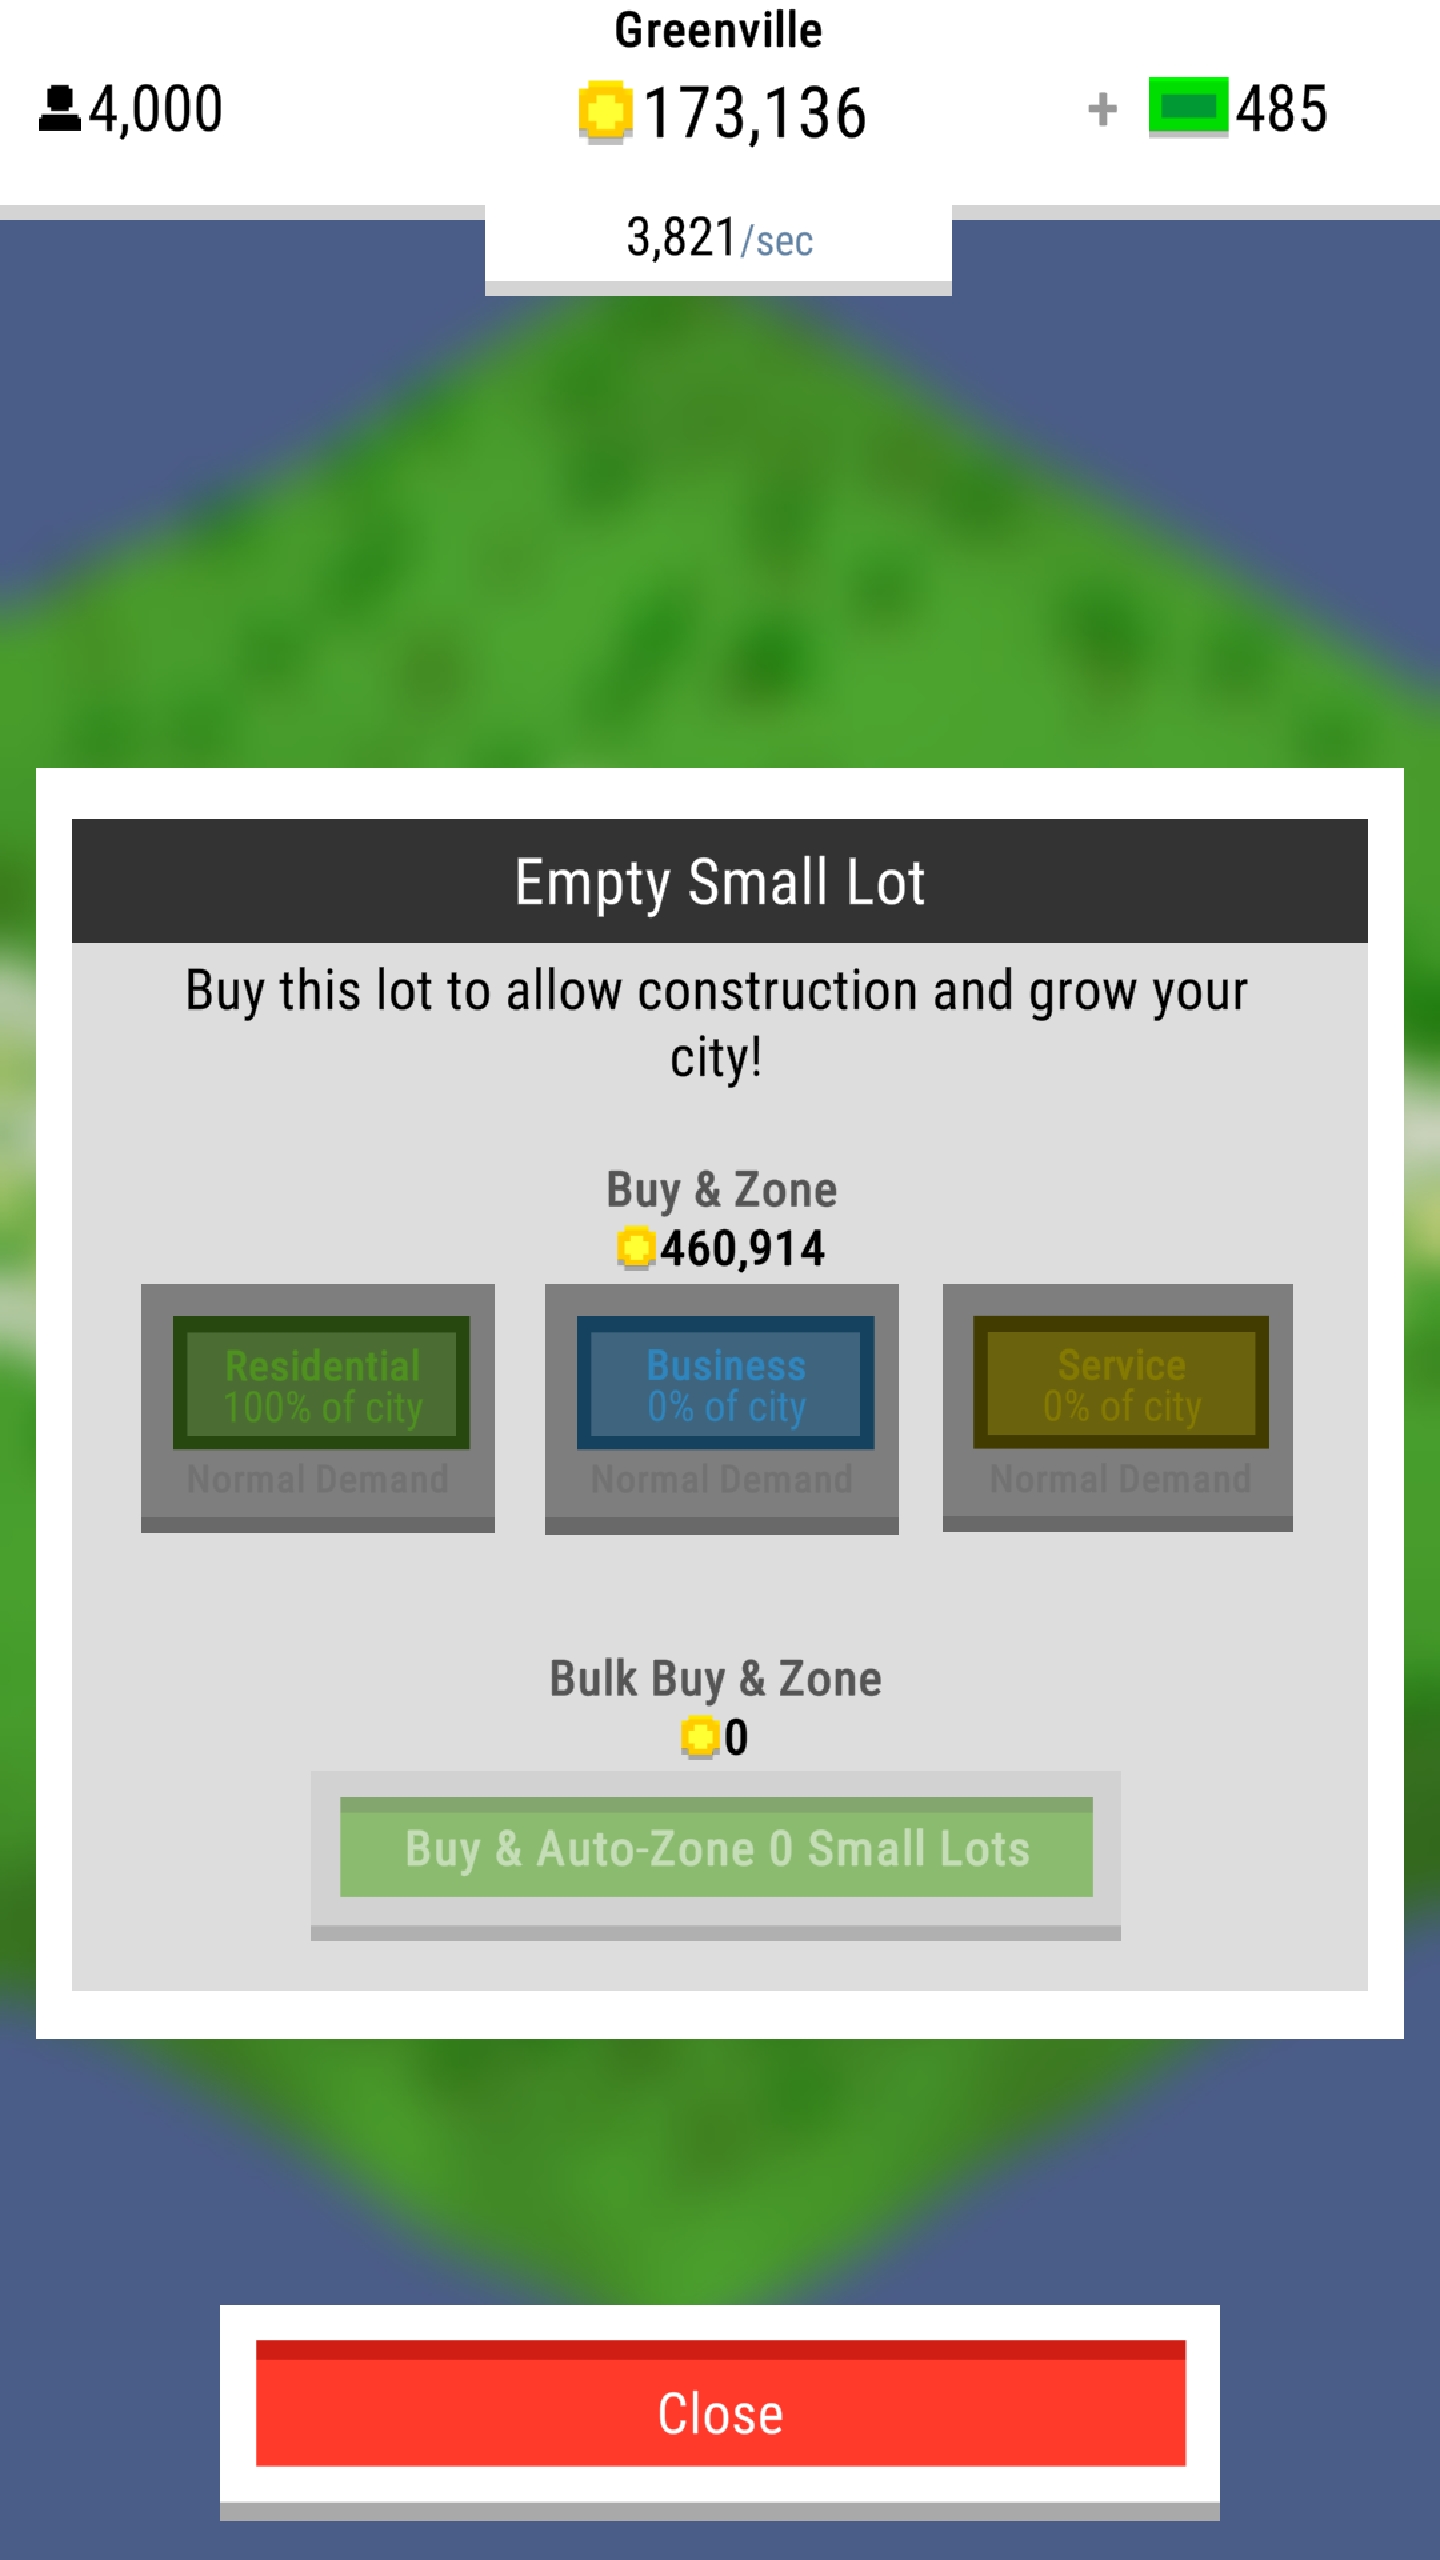 Greenville
4,000
173,136
+ 485
3,821/sec
Empty Small Lot
Buy this lot to allow construction and grow your
city!
Buy & Zone
460,914
Residential
100% of city
Normal Demand
Business
0% of city
Normal Demand
Service
0% of city
Normal Demand
Bulk Buy & Zone
0
Buy & Auto-Zone 0 Small Lots
Close